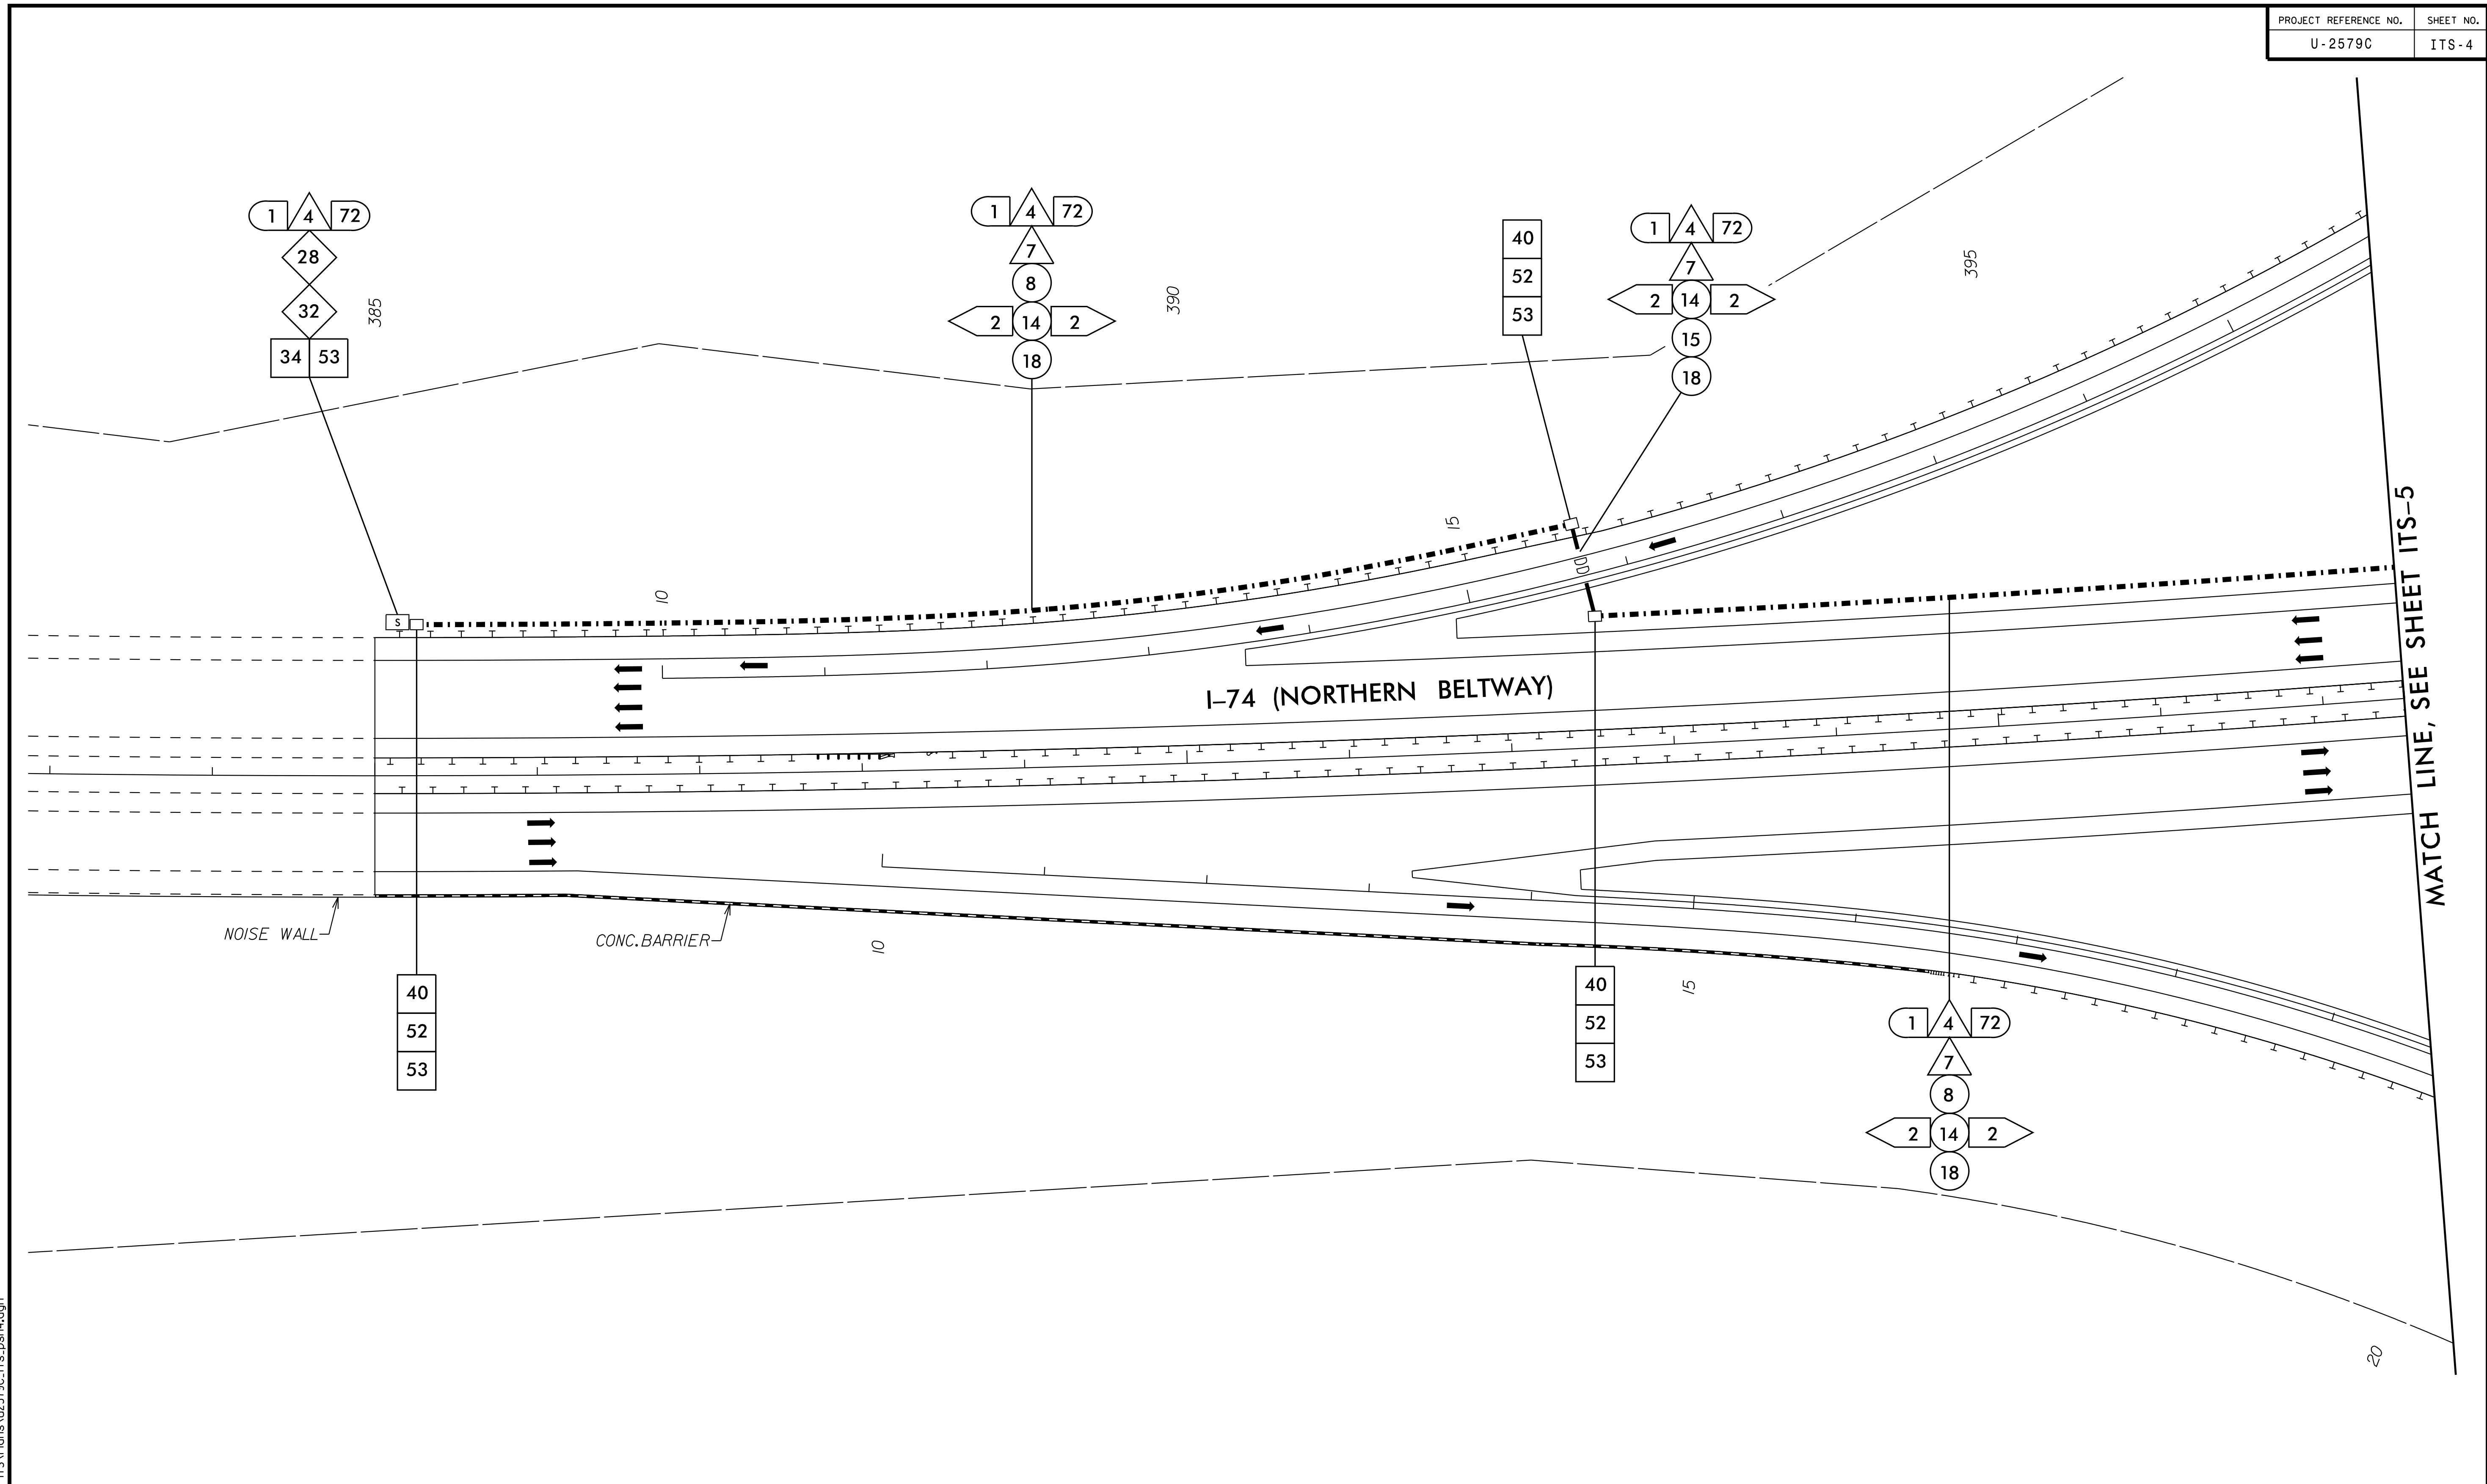 PROJECT REFERENCE NO. SHEET NO.
U-2579C ITS-4
1 4 72
28
32
34 53
385
1 4 72
7
8
2 14 2
18
390
40
52
53
1 4 72
7
2 14 2
15
18
395
10
15
S
DD
I-74 (NORTHERN BELTWAY)
MATCH LINE, SEE SHEET ITS-5
NOISE WALL
CONC. BARRIER
10
15
40
52
53
40
52
53
1 4 72
7
8
2 14 2
18
20